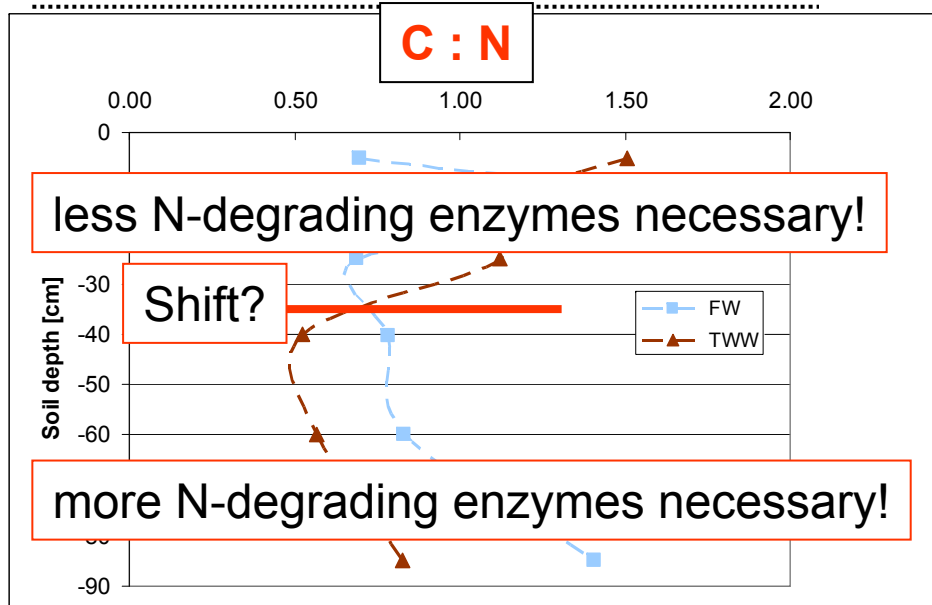 C : N
0.00 0.50 1.00 1.50 2.00
0
less N-degrading enzymes necessary!
-30
Shift?
FW
-40
TWW
-50
Soil depth [cm]
-60
more N-degrading enzymes necessary!
-90